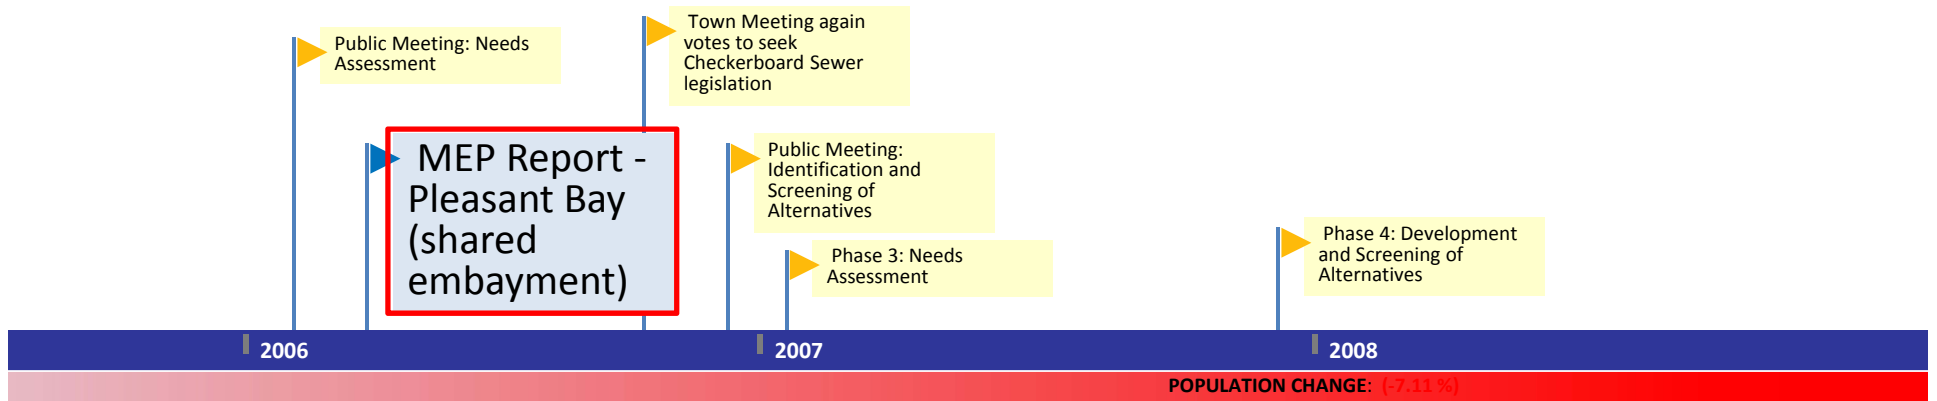 Public Meeting: Needs
Assessment
Town Meeting again
votes to seek
Checkerboard Sewer
legislation
MEP Report -
Pleasant Bay
(shared
embayment)
Public Meeting:
Identification and
Screening of
Alternatives
Phase 3: Needs
Assessment
Phase 4: Development
and Screening of
Alternatives
2006
2007
2008
POPULATION CHANGE: (-7.11 %)